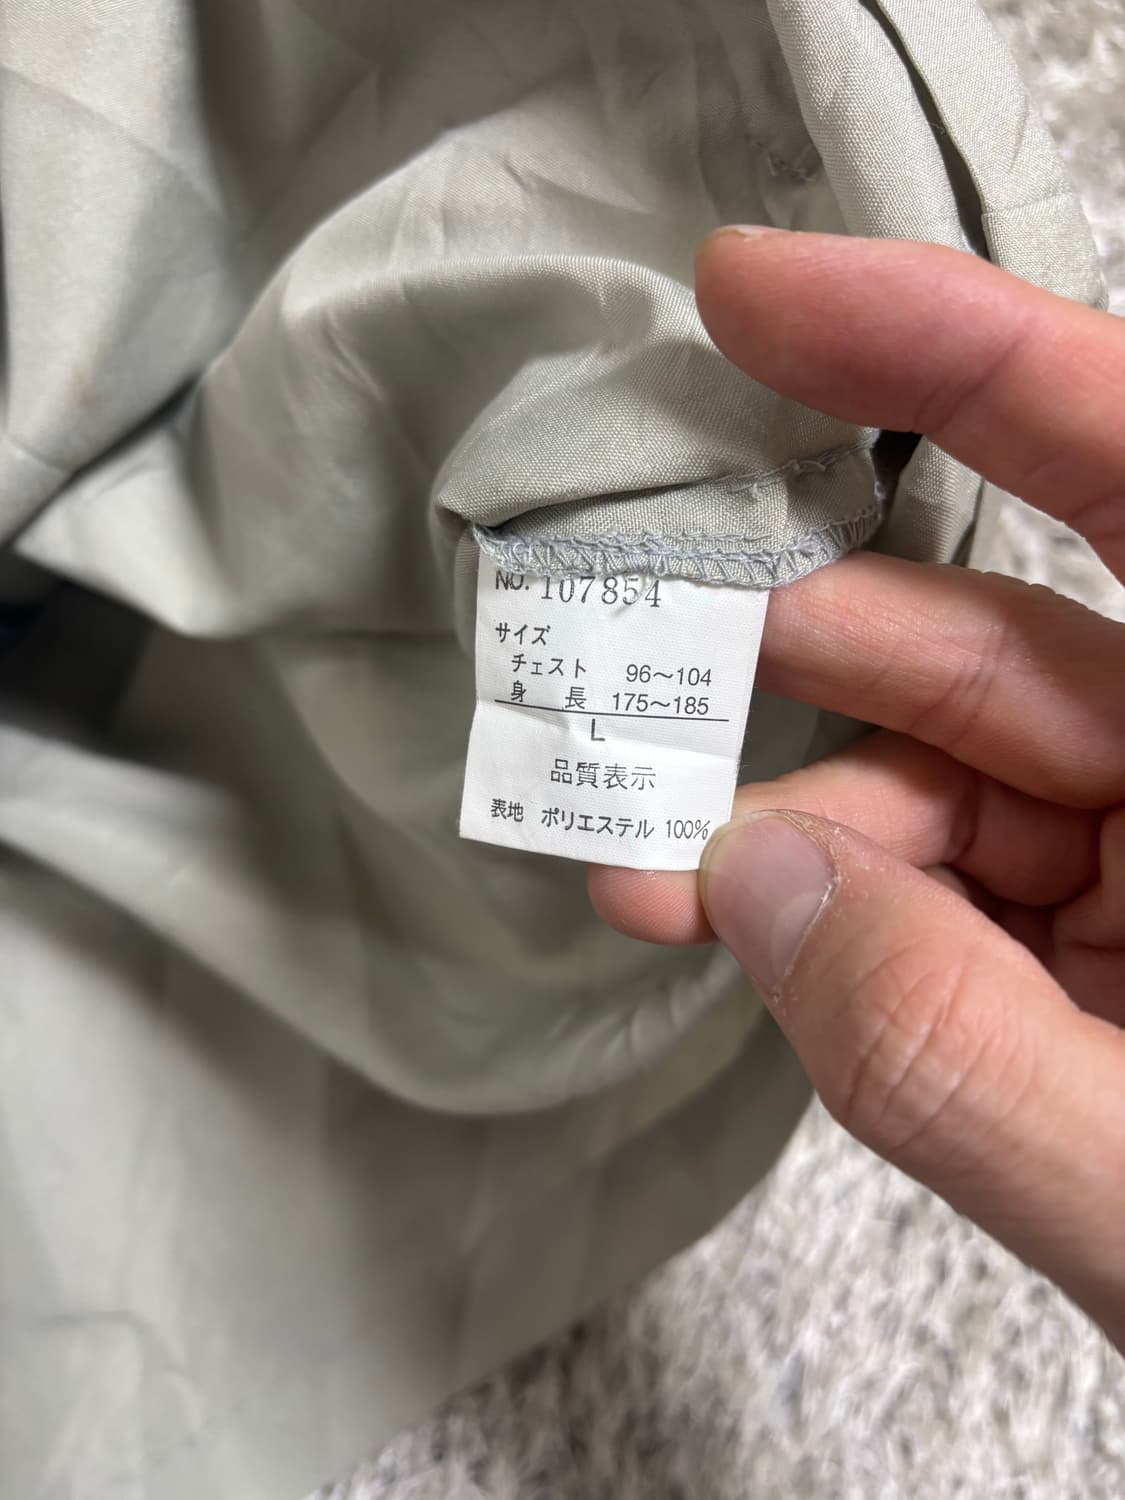 NO. 107854
サイズ
チェスト 96〜104
身 長 175〜185
L
品質表示
表地 ポリエステル 100%